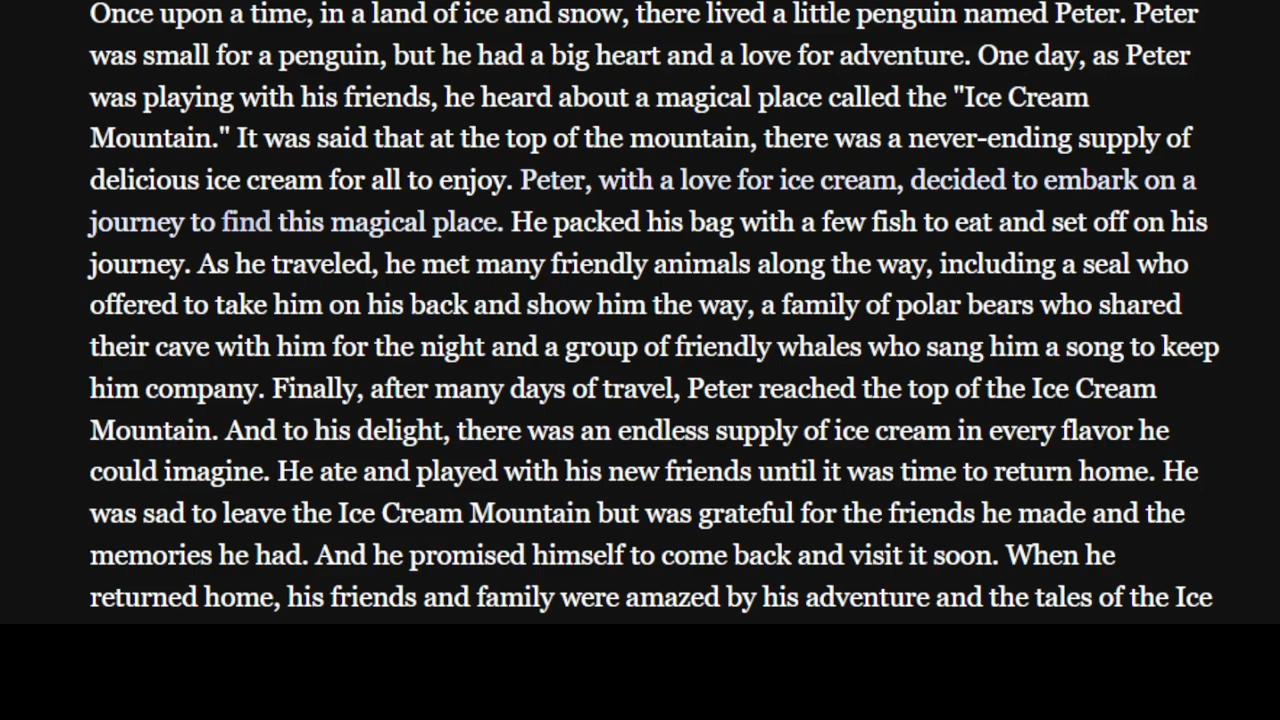 Once upon a time, in a land of ice and snow, there lived a little penguin named Peter. Peter
was small for a penguin, but he had a big heart and a love for adventure. One day, as Peter
was playing with his friends, he heard about a magical place called the "Ice Cream
Mountain." It was said that at the top of the mountain, there was a never-ending supply of
delicious ice cream for all to enjoy. Peter, with a love for ice cream, decided to embark on a
journey to find this magical place. He packed his bag with a few fish to eat and set off on his
journey. As he traveled, he met many friendly animals along the way, including a seal who
offered to take him on his back and show him the way, a family of polar bears who shared
their cave with him for the night and a group of friendly whales who sang him a song to keep
him company. Finally, after many days of travel, Peter reached the top of the Ice Cream
Mountain. And to his delight, there was an endless supply of ice cream in every flavor he
could imagine. He ate and played with his new friends until it was time to return home. He
was sad to leave the Ice Cream Mountain but was grateful for the friends he made and the
memories he had. And he promised himself to come back and visit it soon. When he
returned home, his friends and family were amazed by his adventure and the tales of the Ice